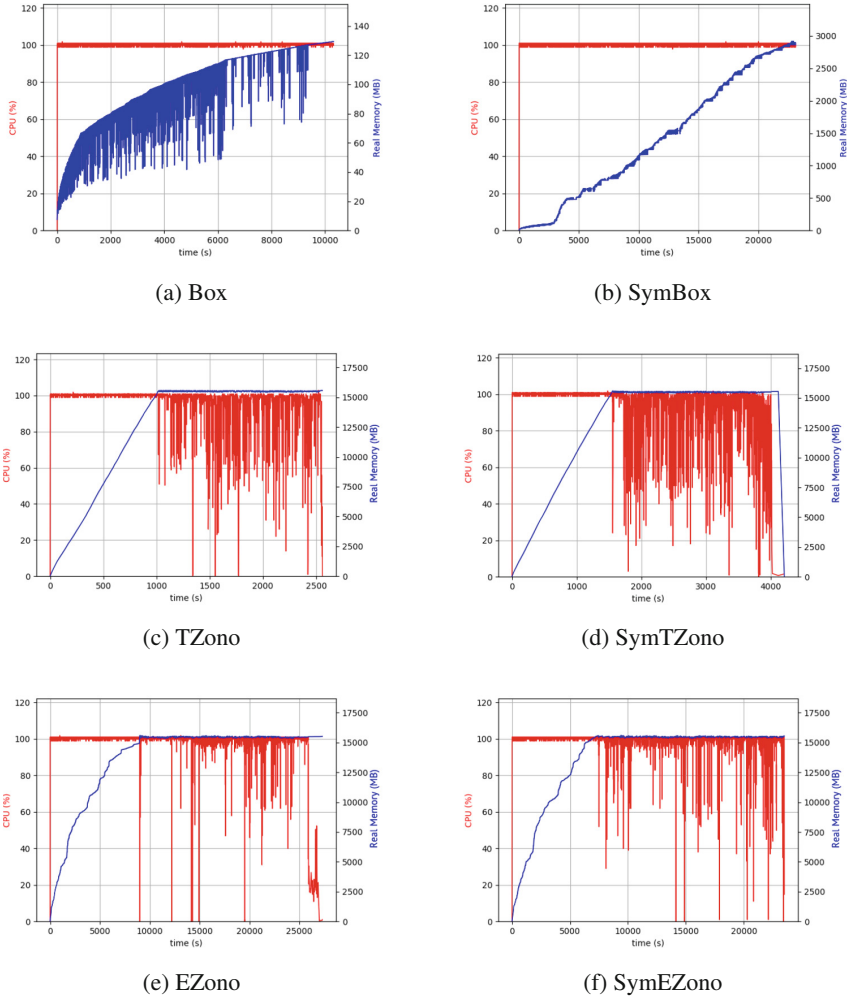 120
100
80
60
40
20
0
CPU (%)
140
120
100
80
60
40
20
0
Real Memory (MB)
0 2000 4000 6000 8000 10000
time (s)
(a) Box
120
100
80
60
40
20
0
CPU (%)
3000
2500
2000
1500
1000
500
0
Real Memory (MB)
0 5000 10000 15000 20000
time (s)
(b) SymBox
120
100
80
60
40
20
0
CPU (%)
17500
15000
12500
10000
7500
5000
2500
0
Real Memory (MB)
0 500 1000 1500 2000 2500
time (s)
(c) TZono
120
100
80
60
40
20
0
CPU (%)
17500
15000
12500
10000
7500
5000
2500
0
Real Memory (MB)
0 1000 2000 3000 4000
time (s)
(d) SymTZono
120
100
80
60
40
20
0
CPU (%)
17500
15000
12500
10000
7500
5000
2500
0
Real Memory (MB)
0 5000 10000 15000 20000 25000
time (s)
(e) EZono
120
100
80
60
40
20
0
CPU (%)
17500
15000
12500
10000
7500
5000
2500
0
Real Memory (MB)
0 5000 10000 15000 20000
time (s)
(f) SymEZono